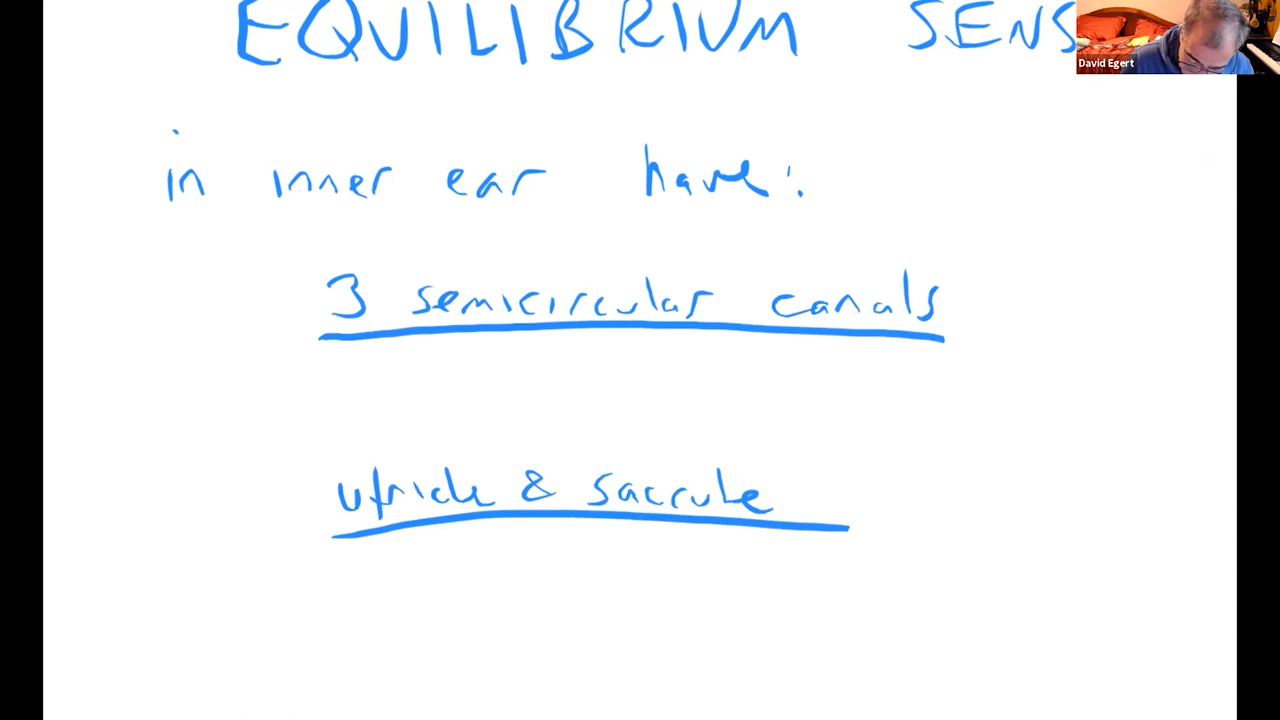 EQUILIBRIUM SENS
David Egert
in inner ear have:
3 semicircular canals
utricle & saccule